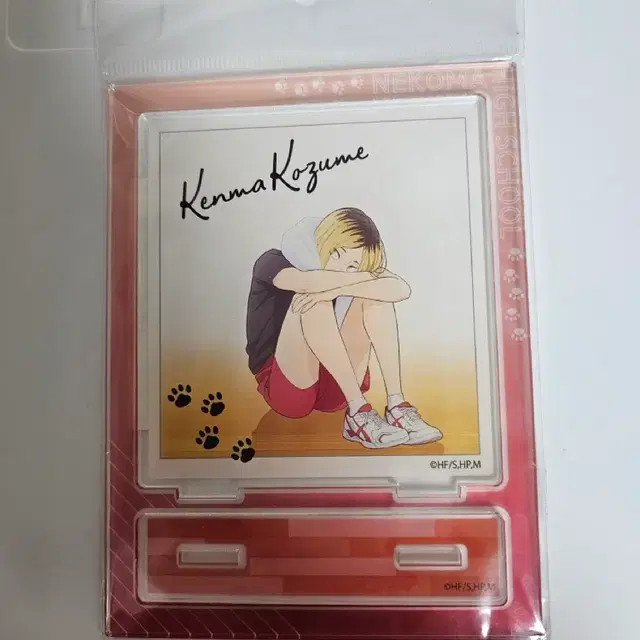 NEKOMA HIGH SCHOOL
Kenma Kozume
©HF/S,HP,M
©HF/S,HP,M